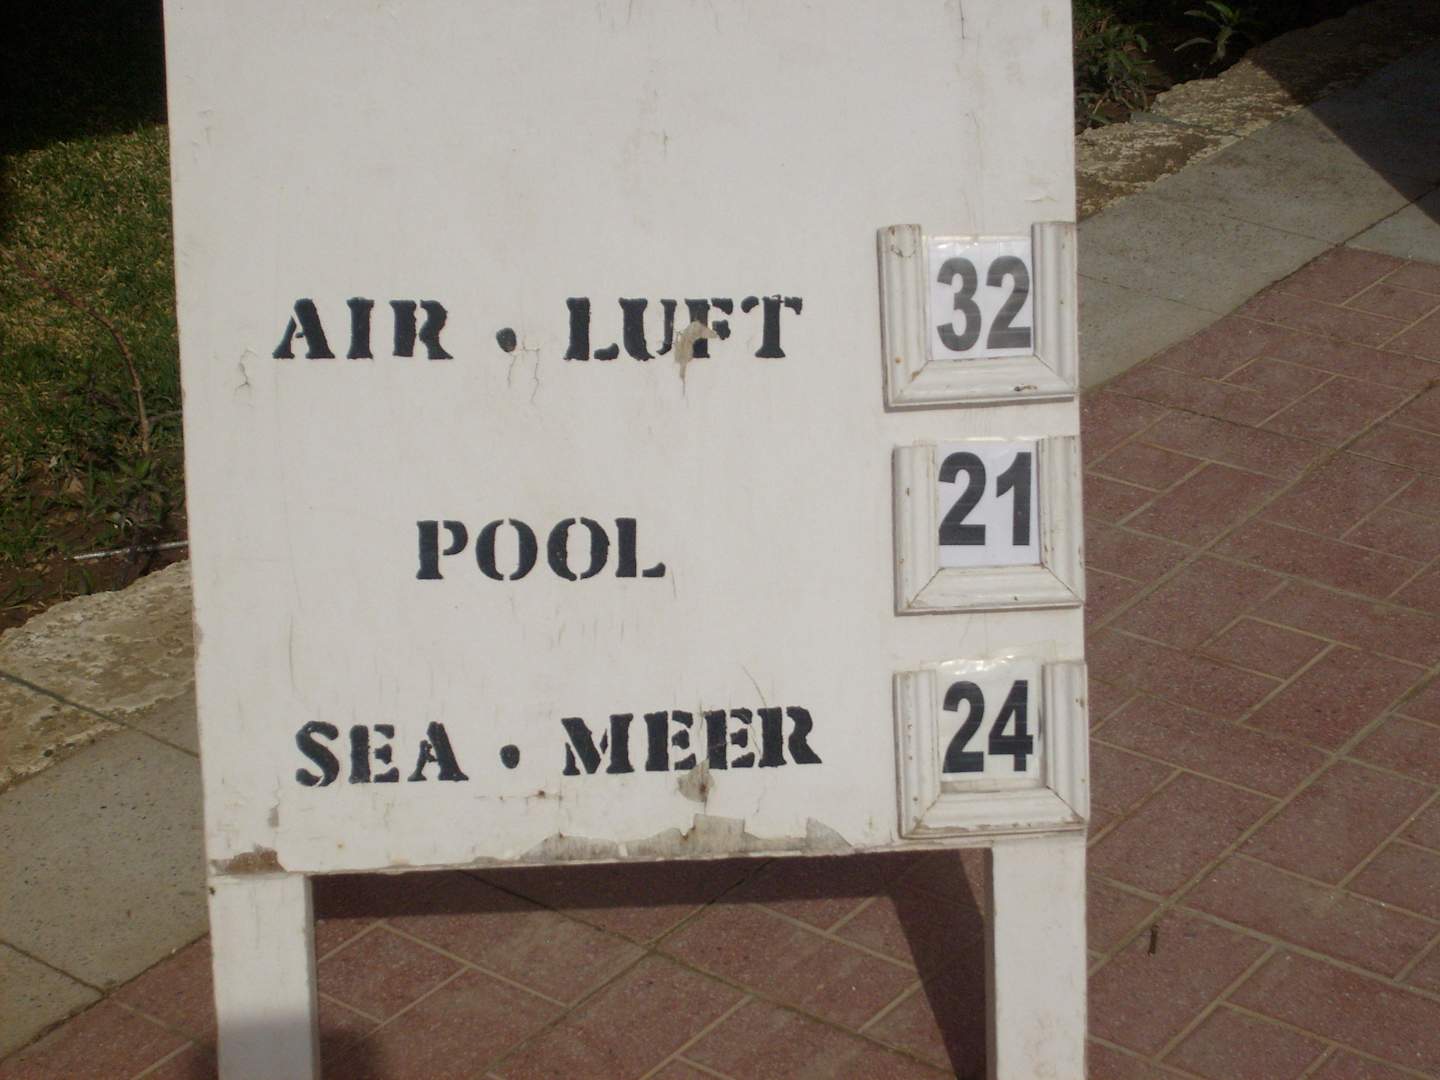 AIR • LUFT 32
POOL 21
SEA • MEER 24